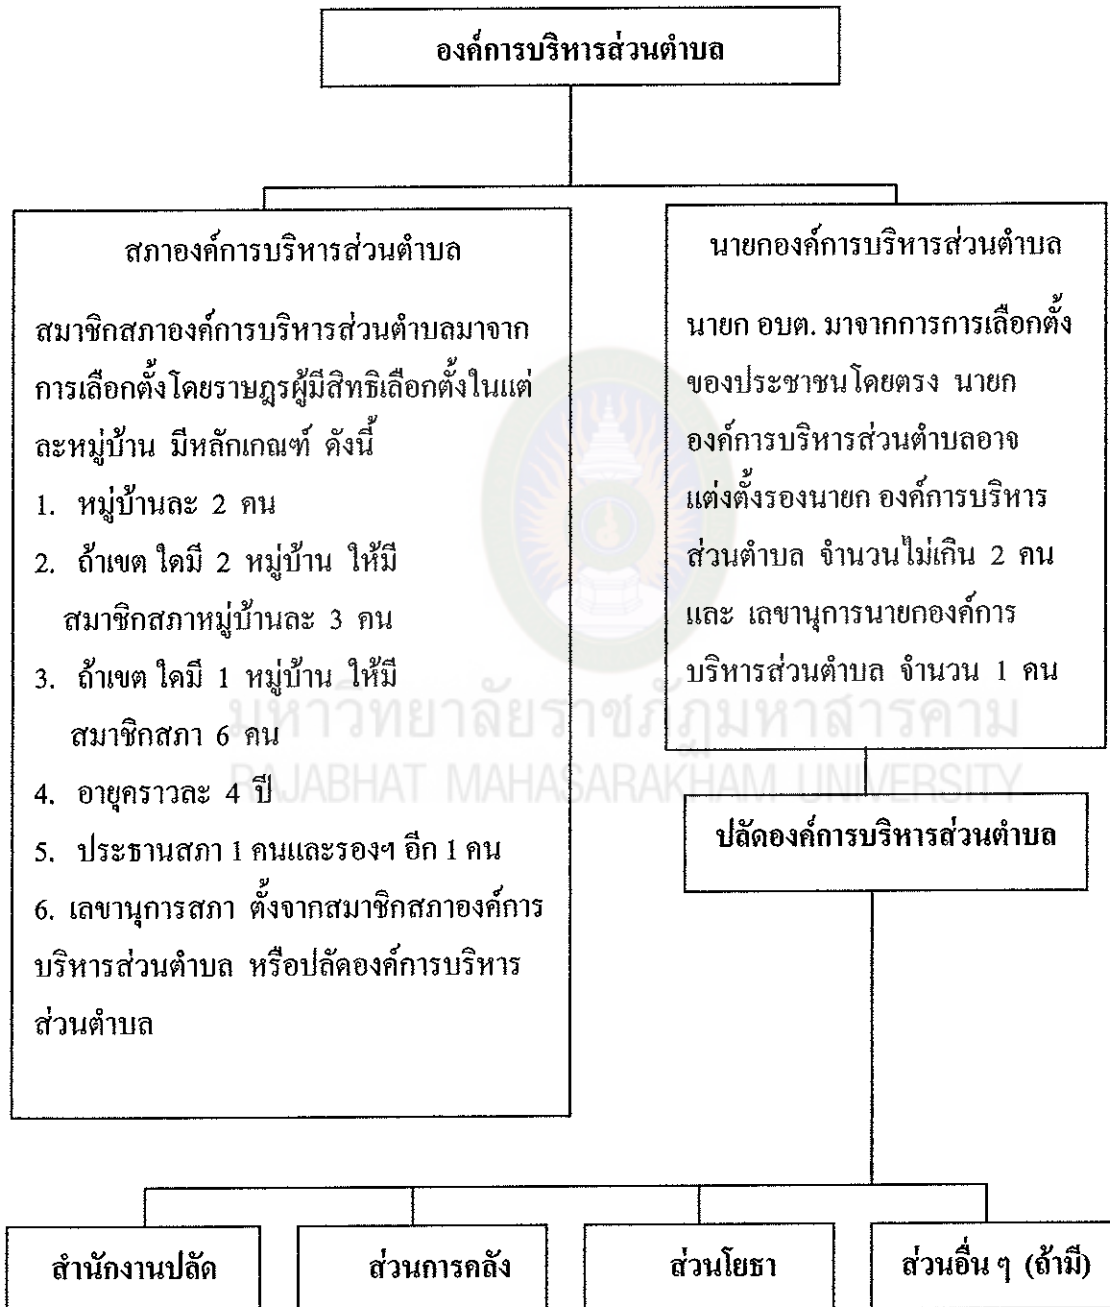 องค์การบริหารส่วนตำบล
สภาองค์การบริหารส่วนตำบล
สมาชิกสภาองค์การบริหารส่วนตำบลมาจาก
การเลือกตั้งโดยราษฎรผู้มีสิทธิเลือกตั้งในแต่
ละหมู่บ้าน มีหลักเกณฑ์ ดังนี้
1. หมู่บ้านละ 2 คน
2. ถ้าเขต ใดมี 2 หมู่บ้าน ให้มี
สมาชิกสภาหมู่บ้านละ 3 คน
3. ถ้าเขต ใดมี 1 หมู่บ้าน ให้มี
สมาชิกสภา 6 คน
4. อายุคราวละ 4 ปี
5. ประธานสภา 1 คนและรองฯ อีก 1 คน
6. เลขานุการสภา ตั้งจากสมาชิกสภาองค์การ
บริหารส่วนตำบล หรือปลัดองค์การบริหาร
ส่วนตำบล
นายกองค์การบริหารส่วนตำบล
นายก อบต. มาจากการการเลือกตั้ง
ของประชาชนโดยตรง นายก
องค์การบริหารส่วนตำบลอาจ
แต่งตั้งรองนายก องค์การบริหาร
ส่วนตำบล จำนวนไม่เกิน 2 คน
และ เลขานุการนายกองค์การ
บริหารส่วนตำบล จำนวน 1 คน
มหาวิทยาลัยราชภัฏมหาสารคาม
RAJABHAT MAHASARAKHAM UNIVERSITY
ปลัดองค์การบริหารส่วนตำบล
สำนักงานปลัด
ส่วนการคลัง
ส่วนโยธา
ส่วนอื่น ๆ (ถ้ามี)